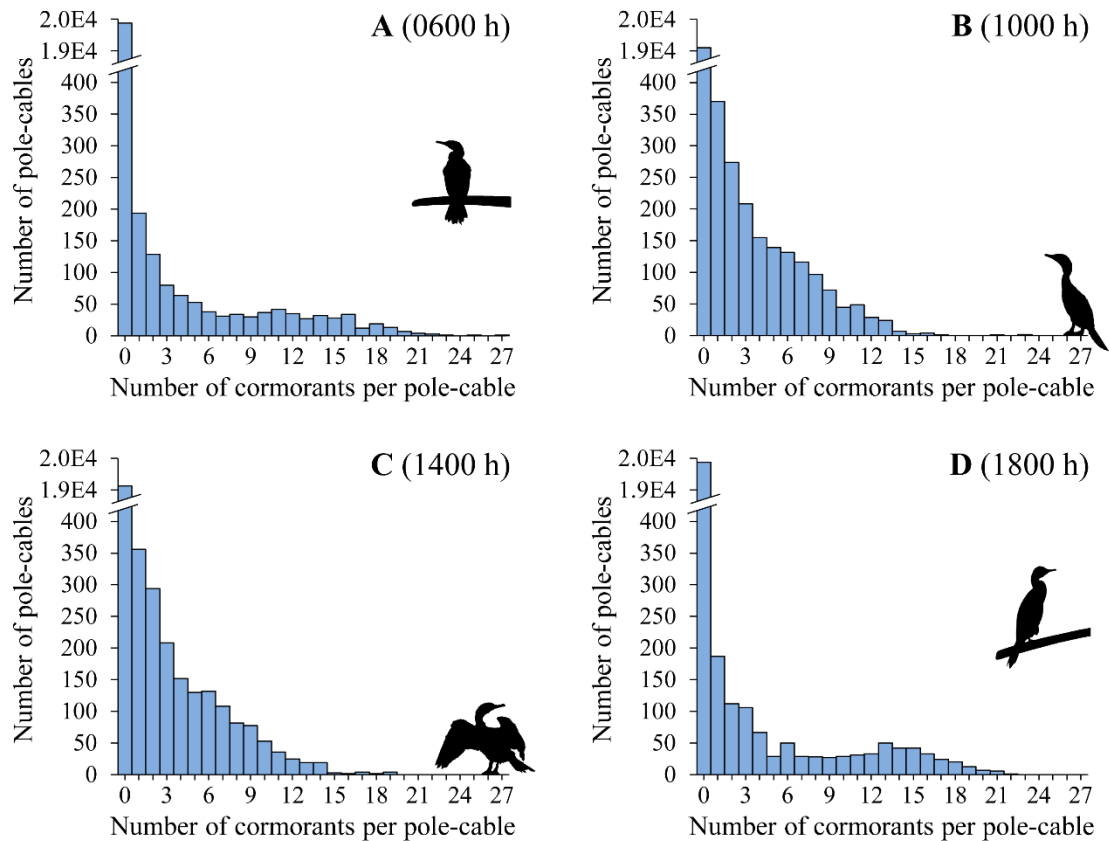 A (0600 h)
Number of pole-cables
2.0E4
1.9E4
400
350
300
250
200
150
100
50
0
0 3 6 9 12 15 18 21 24 27
Number of cormorants per pole-cable
B (1000 h)
Number of pole-cables
2.0E4
1.9E4
400
350
300
250
200
150
100
50
0
0 3 6 9 12 15 18 21 24 27
Number of cormorants per pole-cable
C (1400 h)
Number of pole-cables
2.0E4
1.9E4
400
350
300
250
200
150
100
50
0
0 3 6 9 12 15 18 21 24 27
Number of cormorants per pole-cable
D (1800 h)
Number of pole-cables
2.0E4
1.9E4
400
350
300
250
200
150
100
50
0
0 3 6 9 12 15 18 21 24 27
Number of cormorants per pole-cable